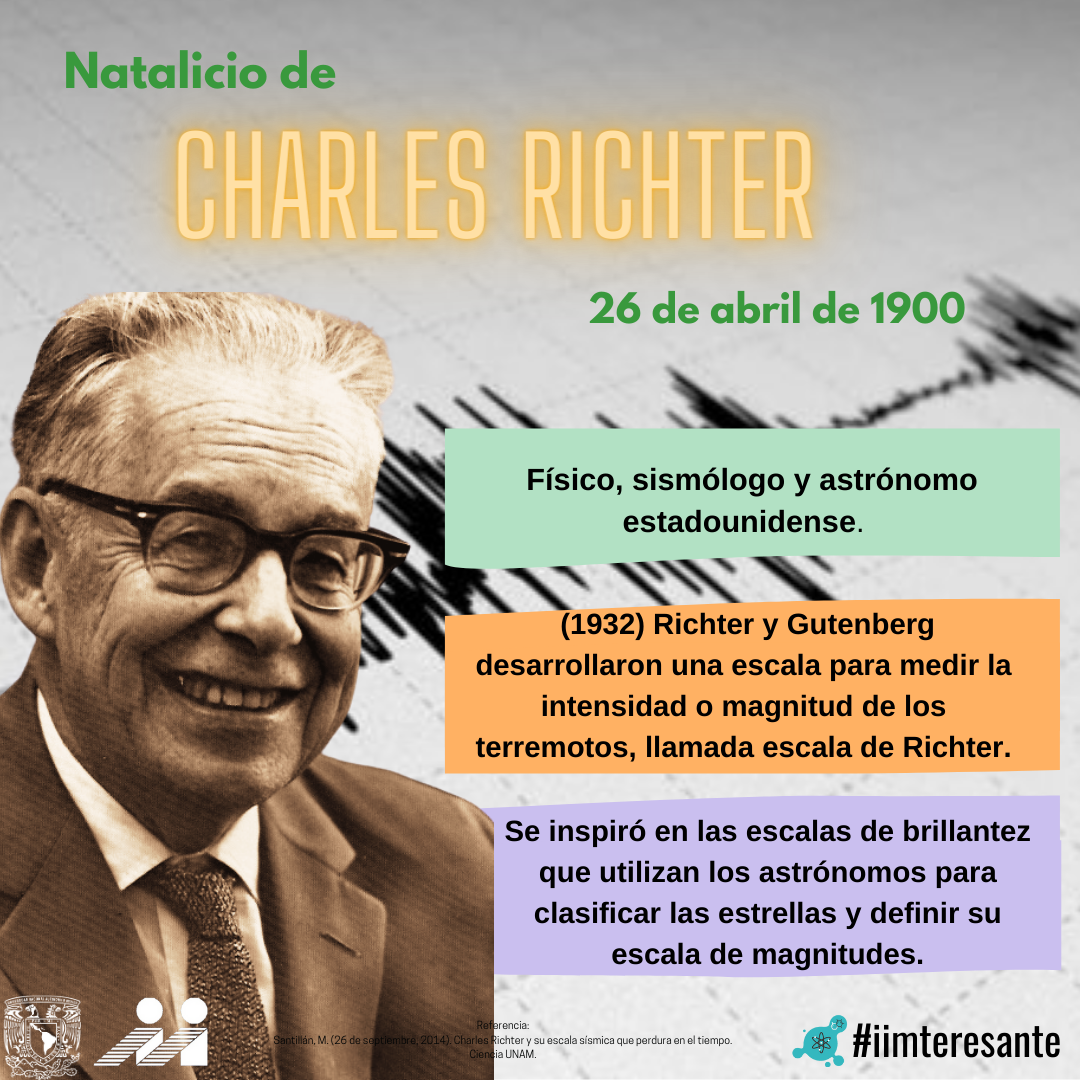 Natalicio de
CHARLES RICHTER
26 de abril de 1900
Físico, sismólogo y astrónomo
estadounidense.
(1932) Richter y Gutenberg
desarrollaron una escala para medir la
intensidad o magnitud de los
terremotos, llamada escala de Richter.
Se inspiró en las escalas de brillantez
que utilizan los astrónomos para
clasificar las estrellas y definir su
escala de magnitudes.
Referencia:
Santillán, M. (26 de septiembre, 2014). Charles Richter y su escala sísmica que perdura en el tiempo.
Ciencia UNAM.
#iimteresante